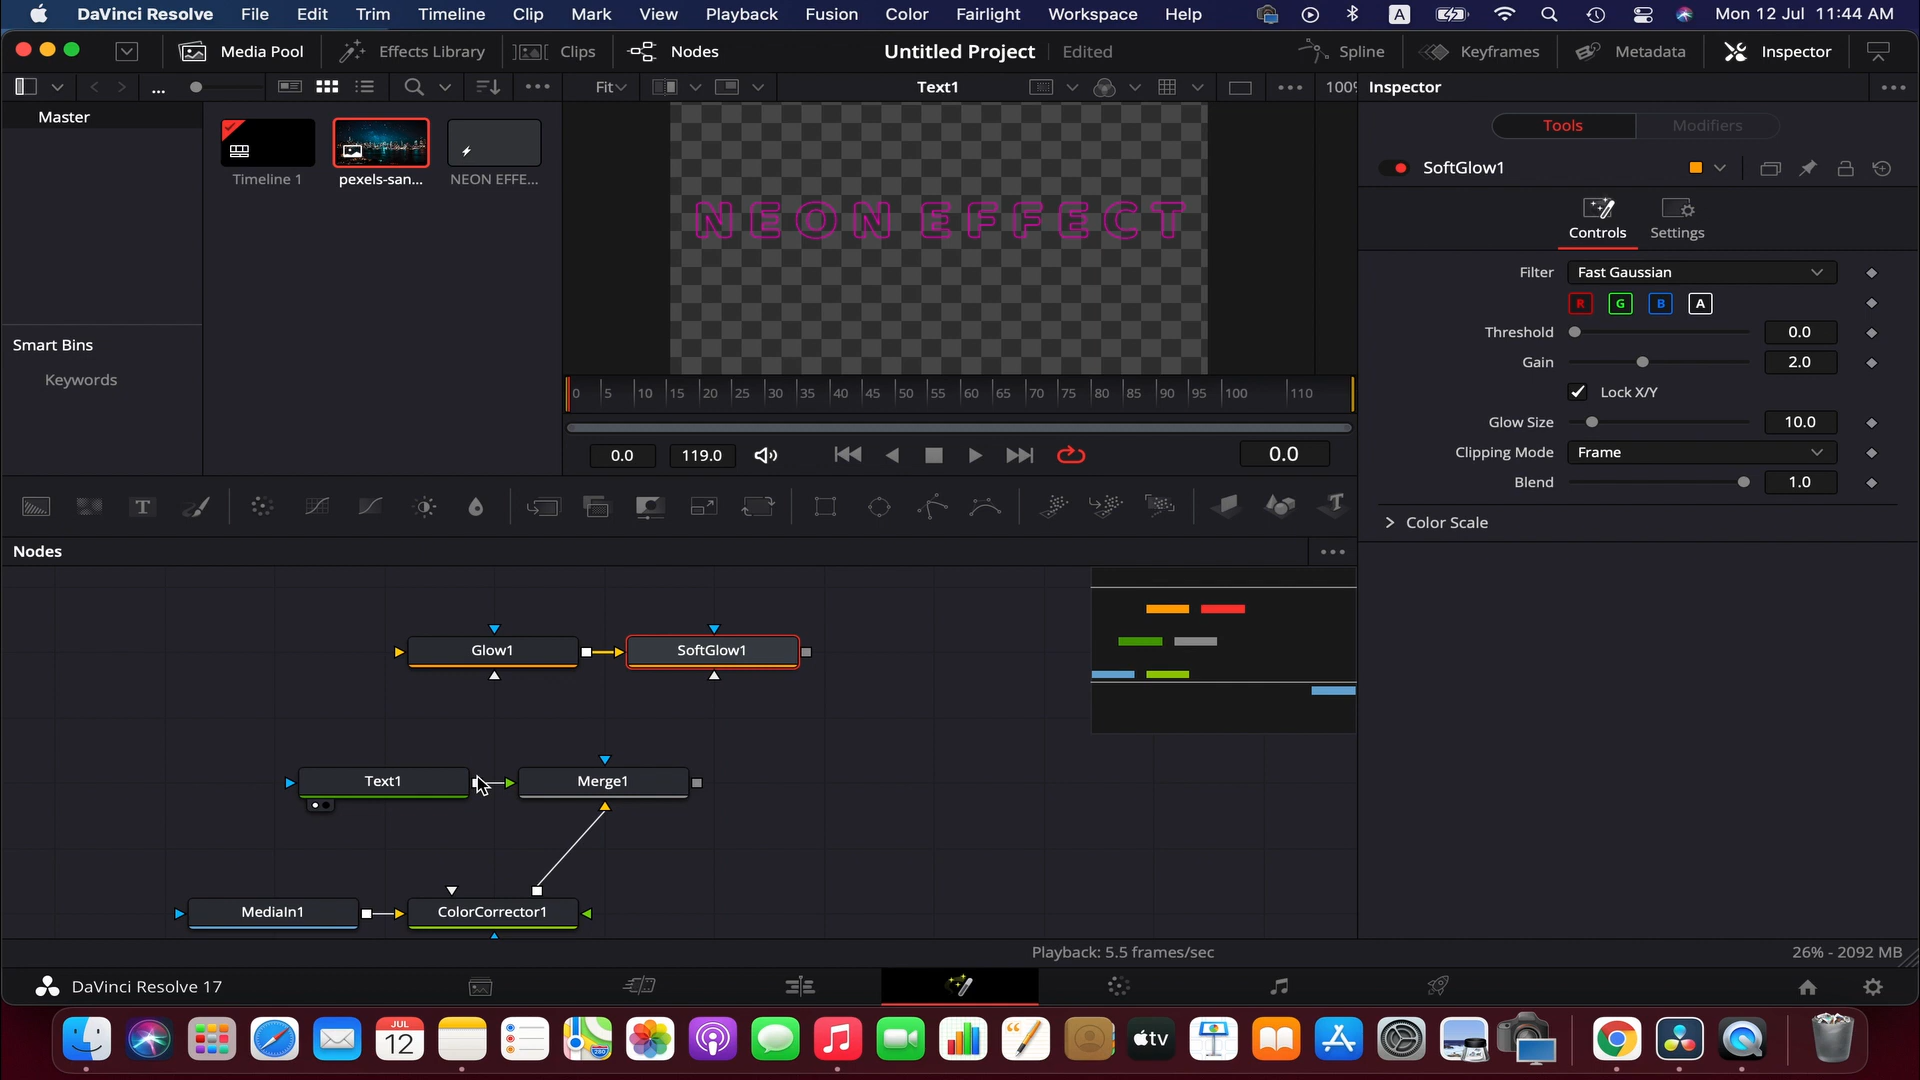 DaVinci Resolve File Edit Trim Timeline Clip Mark View Playback Fusion Color Fairlight Workspace Help A Mon 12 Jul 11:44 AM
Media Pool Effects Library Clips Nodes Untitled Project Edited Spline Keyframes Metadata Inspector
... Fit Text1 100% Inspector
Master
Timeline 1 pexels-san... NEON EFFE...
NEON EFFECT
Tools Modifiers
SoftGlow1
Controls Settings
Filter Fast Gaussian
R G B A
Threshold 0.0
Gain 2.0
Lock X/Y
Glow Size 10.0
Clipping Mode Frame
Blend 1.0
Color Scale
Smart Bins
Keywords
0 5 10 15 20 25 30 35 40 45 50 55 60 65 70 75 80 85 90 95 100 110
0.0 119.0 0.0
T T
Nodes
Glow1 SoftGlow1
Text1 Merge1
MediaIn1 ColorCorrector1
Playback: 5.5 frames/sec 26% - 2092 MB
DaVinci Resolve 17
JUL
12
280
tv